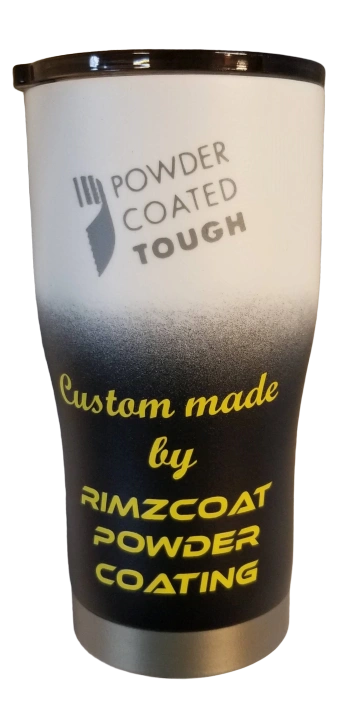 POWDER
COATED
TOUGH
Custom made
by
RIMZCOAT
POWDER
COATING